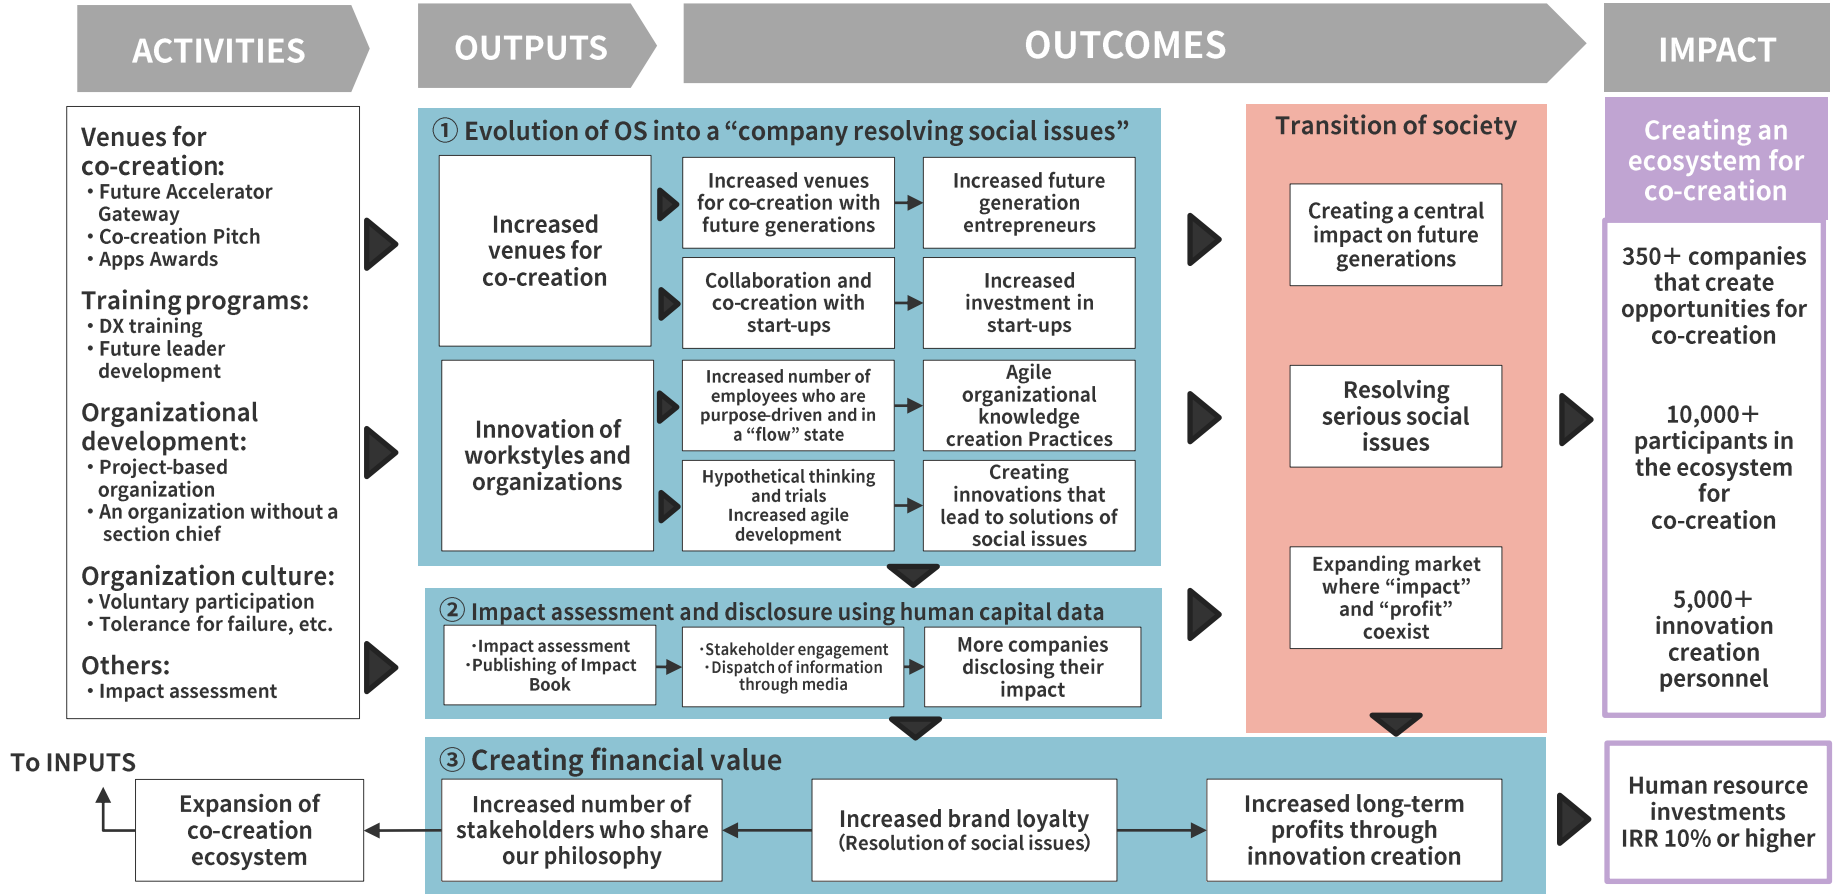 ACTIVITIES
OUTPUTS
OUTCOMES
IMPACT
Venues for
co-creation:
・Future Accelerator
Gateway
・Co-creation Pitch
・Apps Awards
Training programs:
・DX training
・Future leader
development
Organizational
development:
・Project-based
organization
・An organization without a
section chief
Organization culture:
・Voluntary participation
・Tolerance for failure, etc.
Others:
・Impact assessment
① Evolution of OS into a “company resolving social issues”
Increased
venues for
co-creation
Increased venues
for co-creation with
future generations
Increased future
generation
entrepreneurs
Collaboration and
co-creation with
start-ups
Increased
investment in
start-ups
Innovation of
workstyles and
organizations
Increased number of
employees who are
purpose-driven and in
a “flow” state
Agile
organizational
knowledge
creation Practices
Hypothetical thinking
and trials
Increased agile
development
Creating
innovations that
lead to solutions of
social issues
② Impact assessment and disclosure using human capital data
・Impact assessment
・Publishing of Impact
Book
・Stakeholder engagement
・Dispatch of information
through media
More companies
disclosing their
impact
Transition of society
Creating a central
impact on future
generations
Resolving
serious social
issues
Expanding market
where “impact”
and “profit”
coexist
Creating an
ecosystem for
co-creation
350＋ companies
that create
opportunities for
co-creation
10,000＋
participants in
the ecosystem
for
co-creation
5,000＋
innovation
creation
personnel
③ Creating financial value
To INPUTS
Expansion of
co-creation
ecosystem
Increased number of
stakeholders who share
our philosophy
Increased brand loyalty
（Resolution of social issues）
Increased long-term
profits through
innovation creation
Human resource
investments
IRR 10% or higher